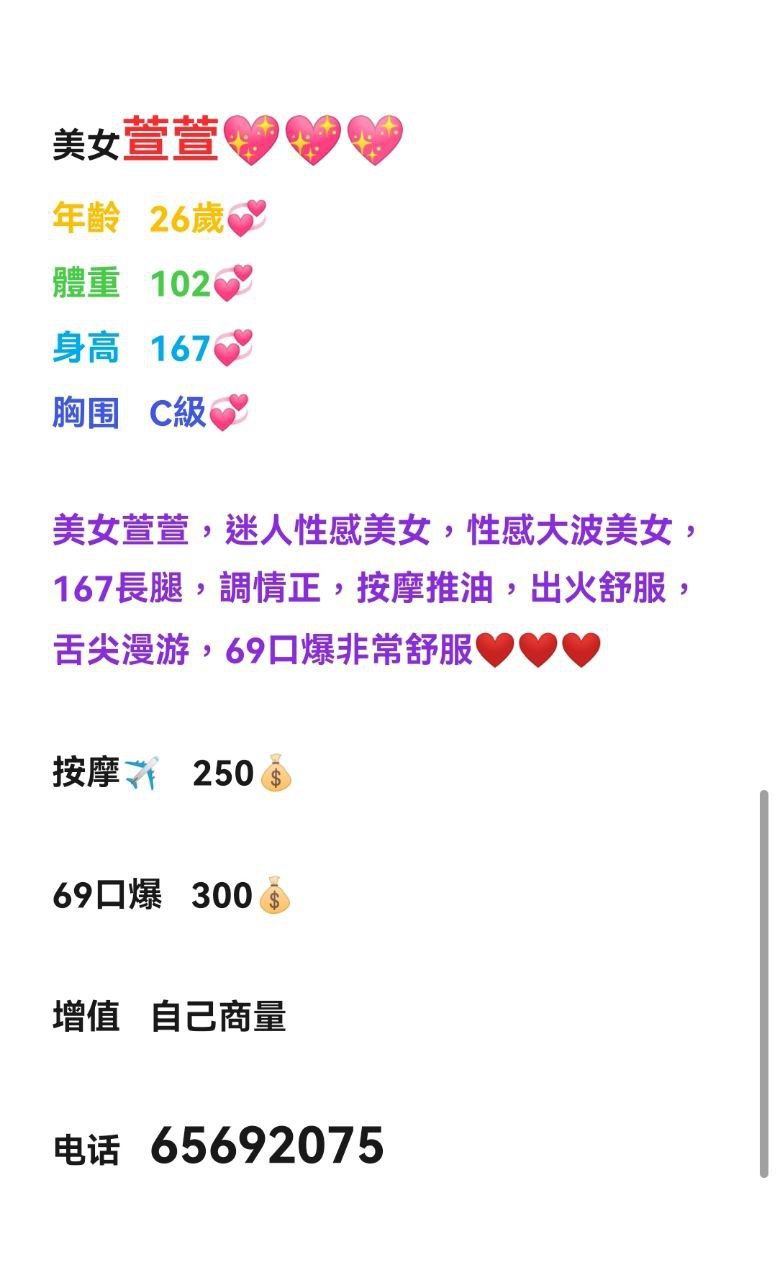 美女萱萱💖💖💖
年齡 26歲💞
體重 102💞
身高 167💞
胸围 C級💞
美女萱萱，迷人性感美女，性感大波美女，
167長腿，調情正，按摩推油，出火舒服，
舌尖漫游，69口爆非常舒服❤️❤️❤️
按摩✈️ 250💰
69口爆 300💰
增值 自己商量
电话 65692075